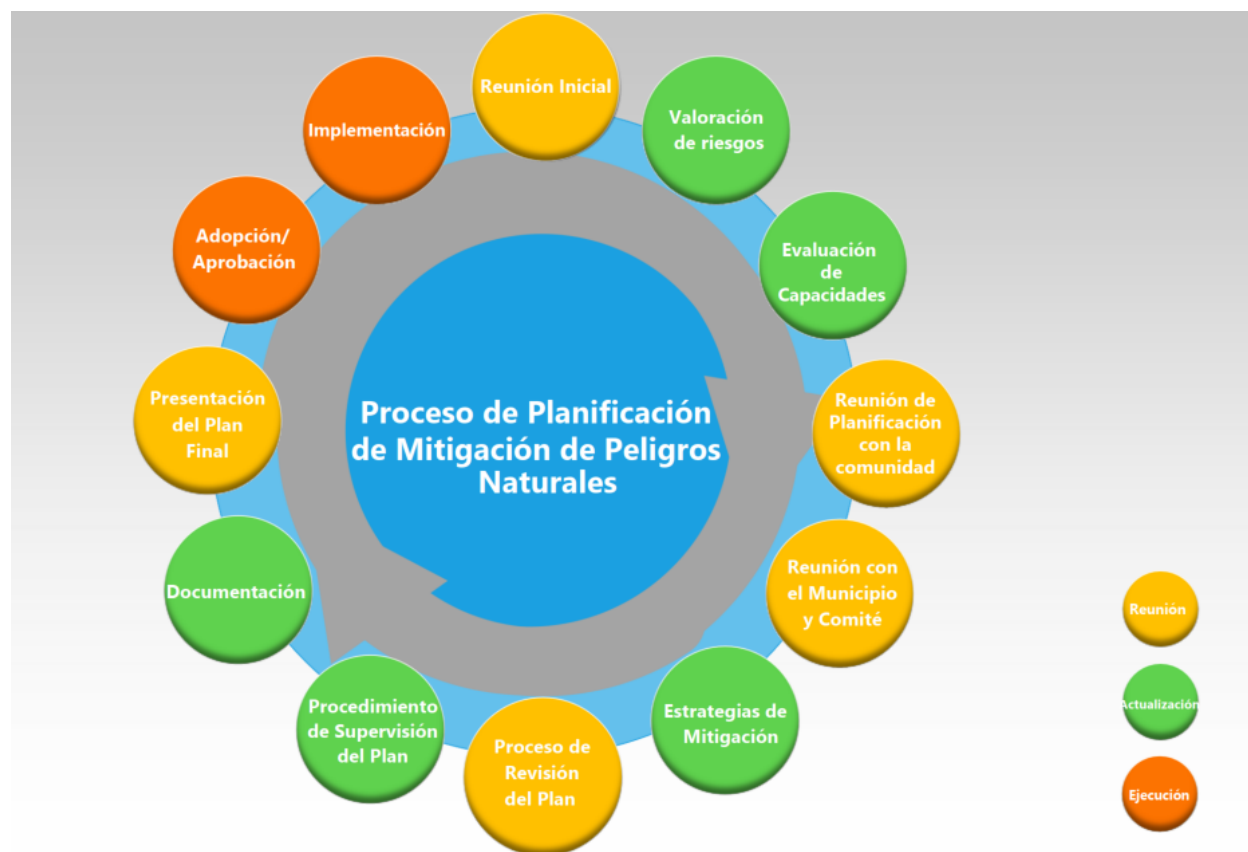 Reunión Inicial
Valoración
de riesgos
Evaluación
de
Capacidades
Reunión de
Planificación
con la
comunidad
Reunión con
el Municipio
y Comité
Estrategias de
Mitigación
Proceso de
Revisión
del Plan
Procedimiento
de Supervisión
del Plan
Documentación
Presentación
del Plan
Final
Adopción/
Aprobación
Implementación
Proceso de Planificación
de Mitigación de Peligros
Naturales
Reunión
Actualización
Ejecución